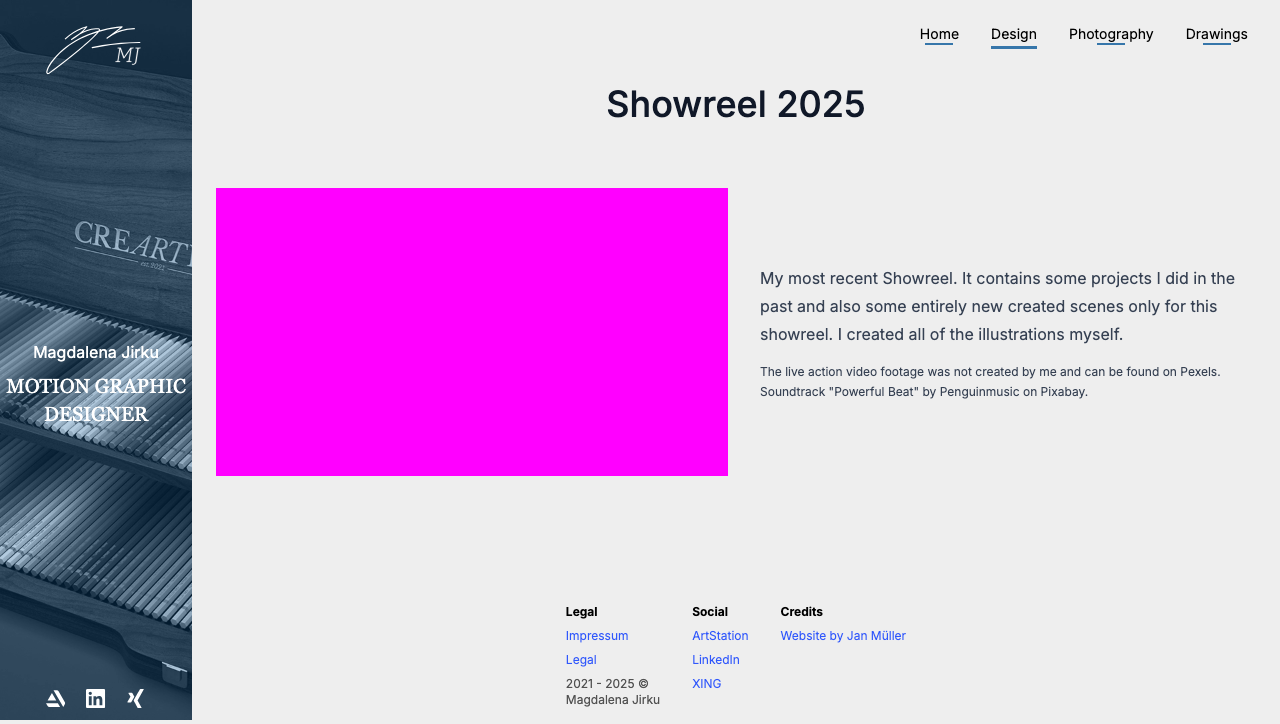 MJ
Home Design Photography Drawings
Showreel 2025
CREART
est. 2021
Magdalena Jirku
MOTION GRAPHIC
DESIGNER
My most recent Showreel. It contains some projects I did in the
past and also some entirely new created scenes only for this
showreel. I created all of the illustrations myself.
The live action video footage was not created by me and can be found on Pexels.
Soundtrack "Powerful Beat" by Penguinmusic on Pixabay.
Legal
Impressum
Legal
2021 - 2025 ©
Magdalena Jirku
Social
ArtStation
LinkedIn
XING
Credits
Website by Jan Müller